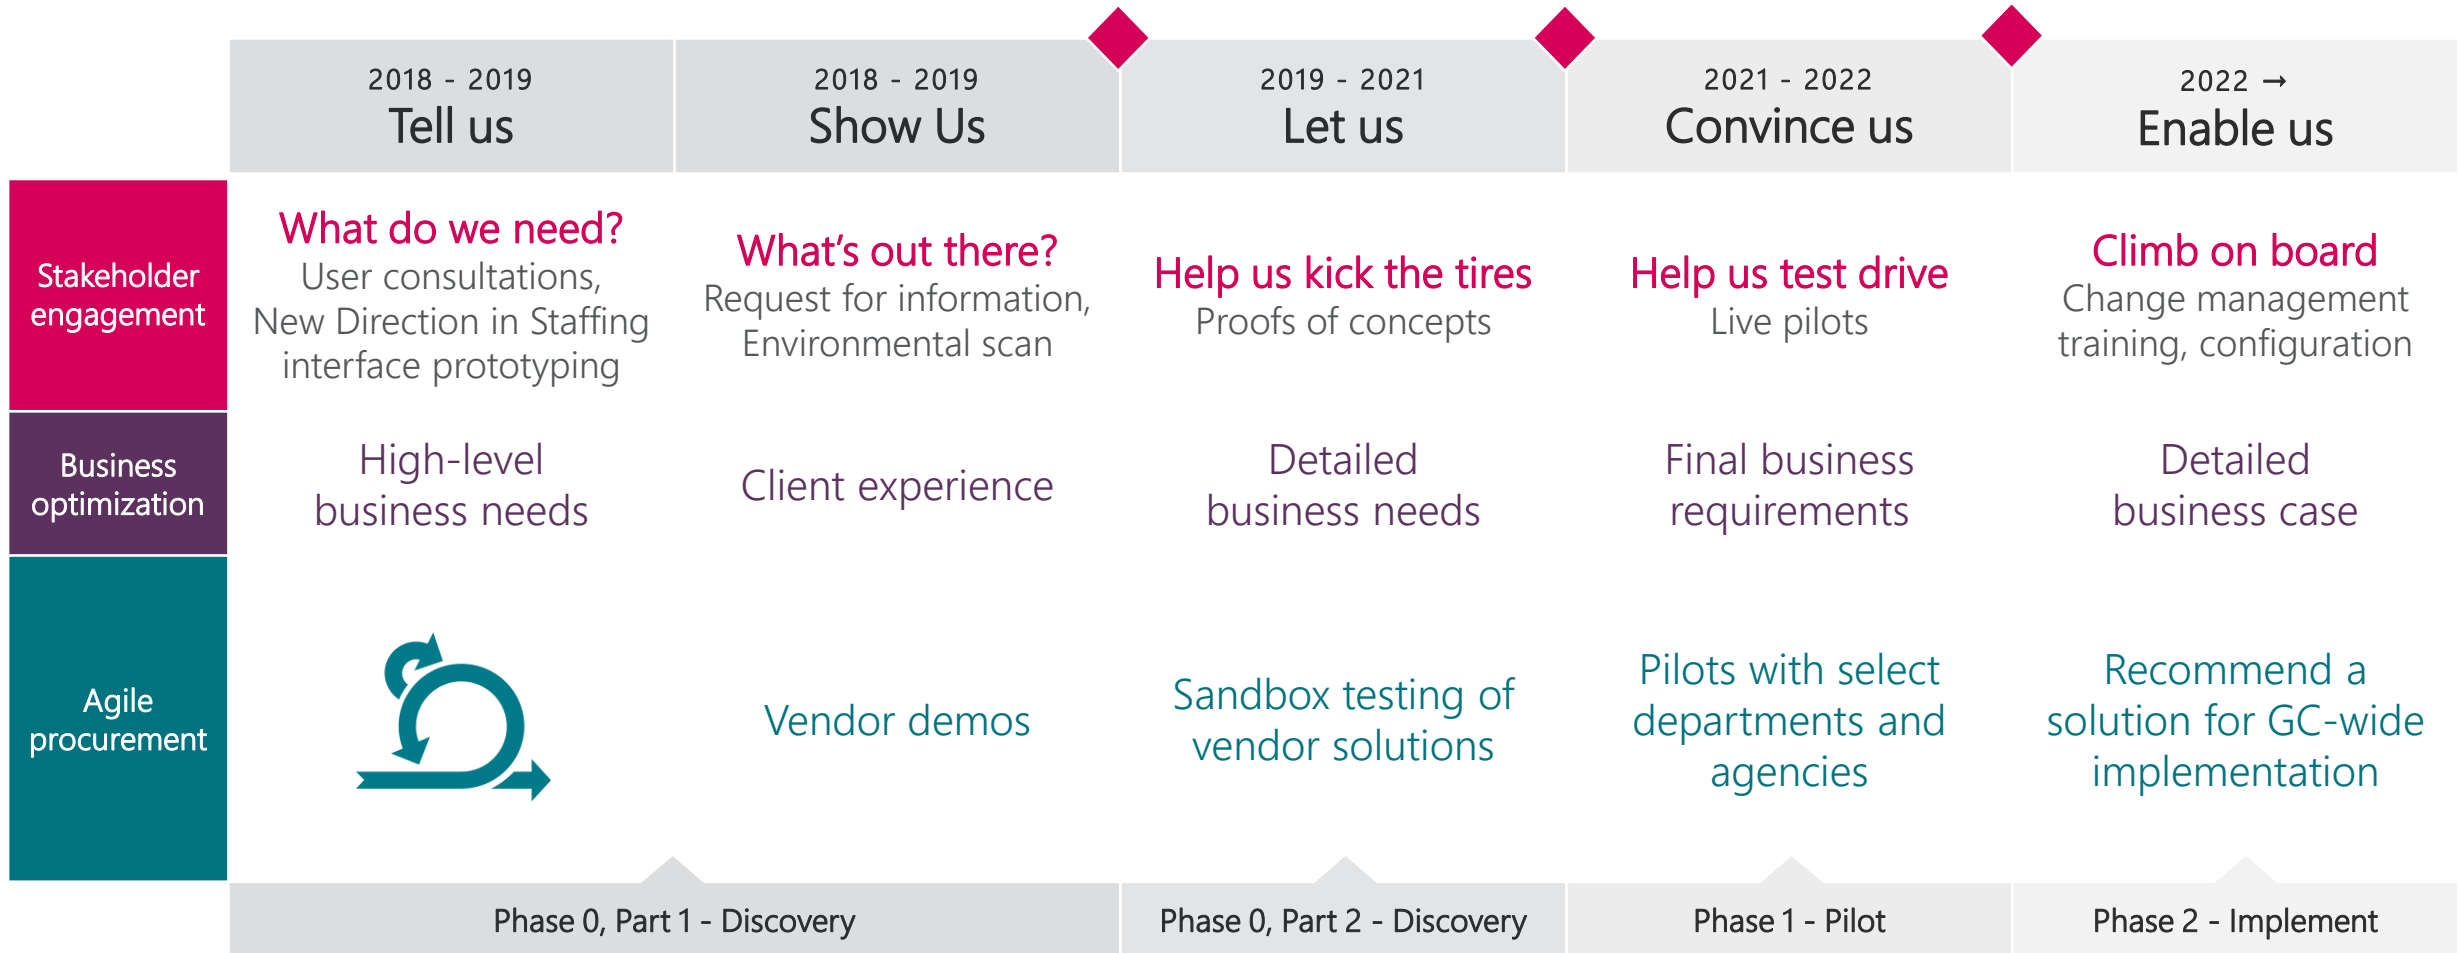 2018 - 2019
Tell us
2018 - 2019
Show Us
2019 - 2021
Let us
2021 - 2022
Convince us
2022 →
Enable us
Stakeholder
engagement
What do we need?
User consultations,
New Direction in Staffing
interface prototyping
What's out there?
Request for information,
Environmental scan
Help us kick the tires
Proofs of concepts
Help us test drive
Live pilots
Climb on board
Change management
training, configuration
Business
optimization
High-level
business needs
Client experience
Detailed
business needs
Final business
requirements
Detailed
business case
Agile
procurement
Vendor demos
Sandbox testing of
vendor solutions
Pilots with select
departments and
agencies
Recommend a
solution for GC-wide
implementation
Phase 0, Part 1 - Discovery
Phase 0, Part 2 - Discovery
Phase 1 - Pilot
Phase 2 - Implement